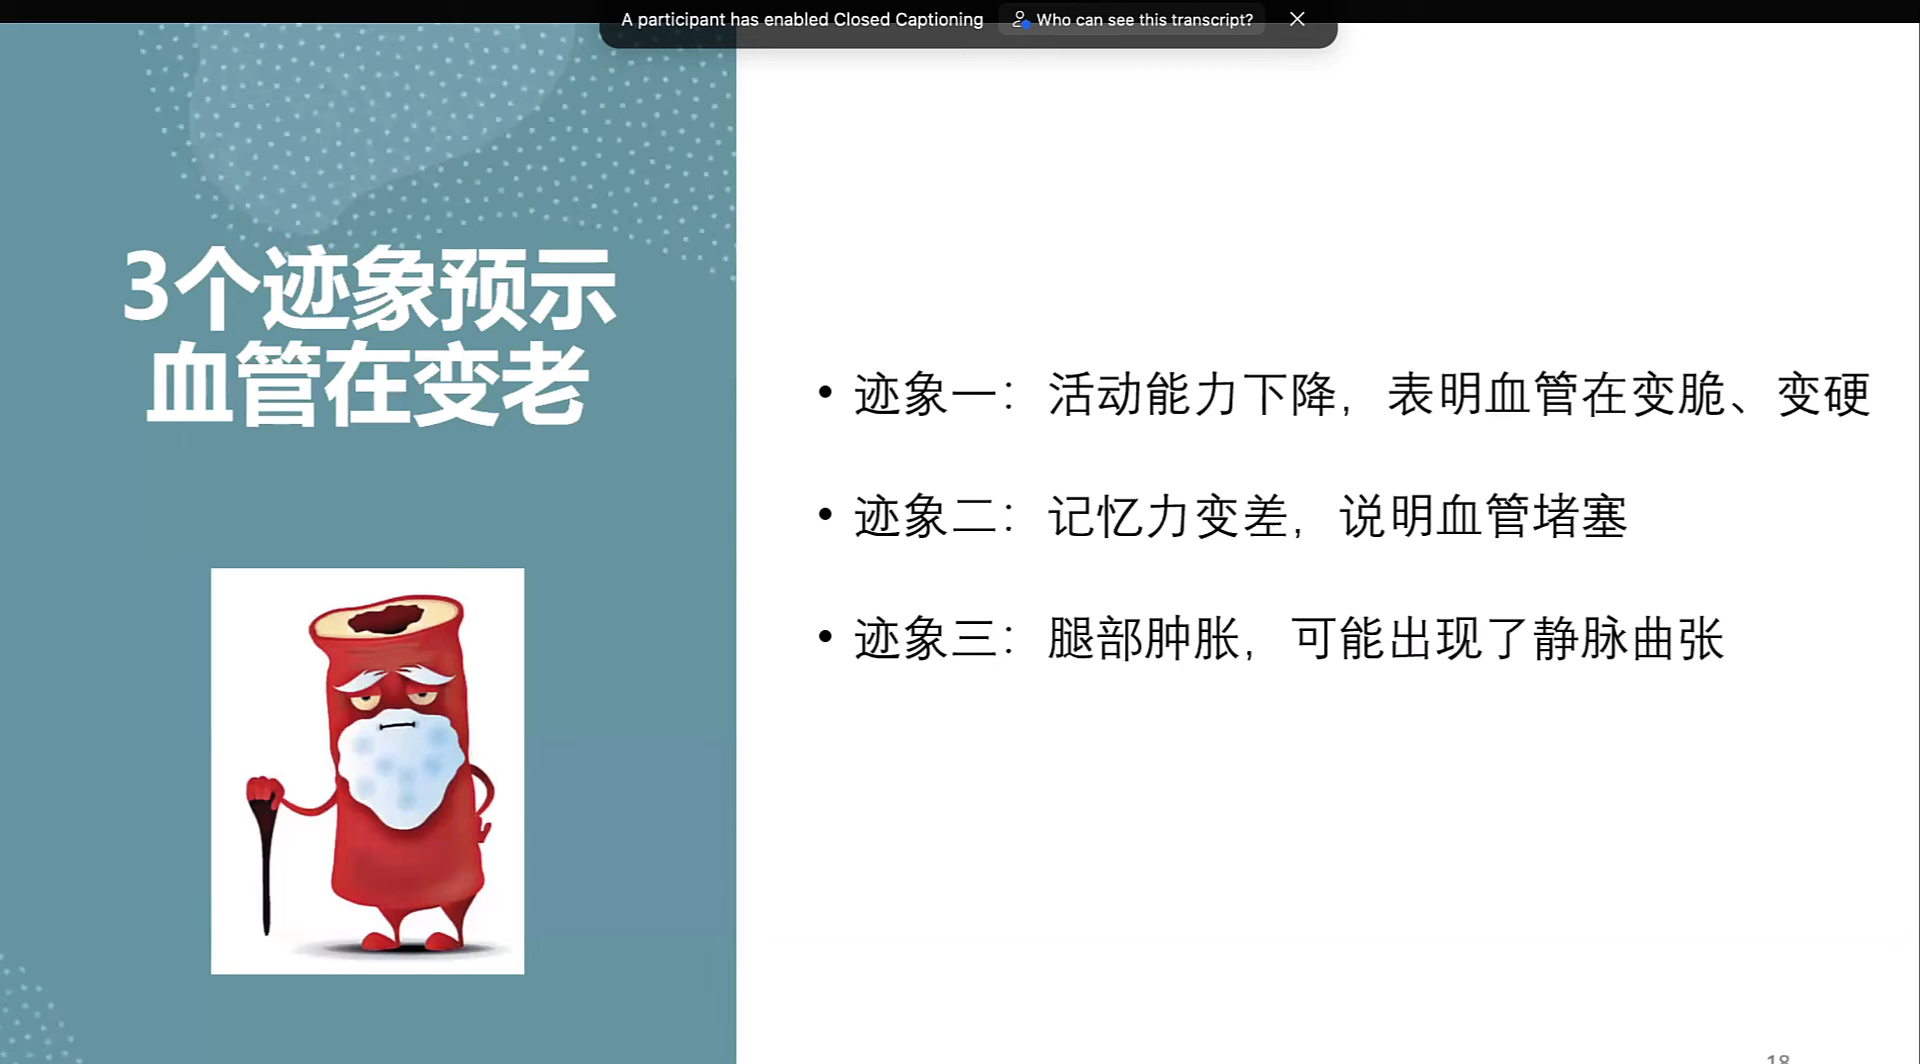 A participant has enabled Closed Captioning Who can see this transcript?
3个迹象预示
血管在变老
• 迹象一：活动能力下降，表明血管在变脆、变硬
• 迹象二：记忆力变差，说明血管堵塞
• 迹象三：腿部肿胀，可能出现了静脉曲张
18